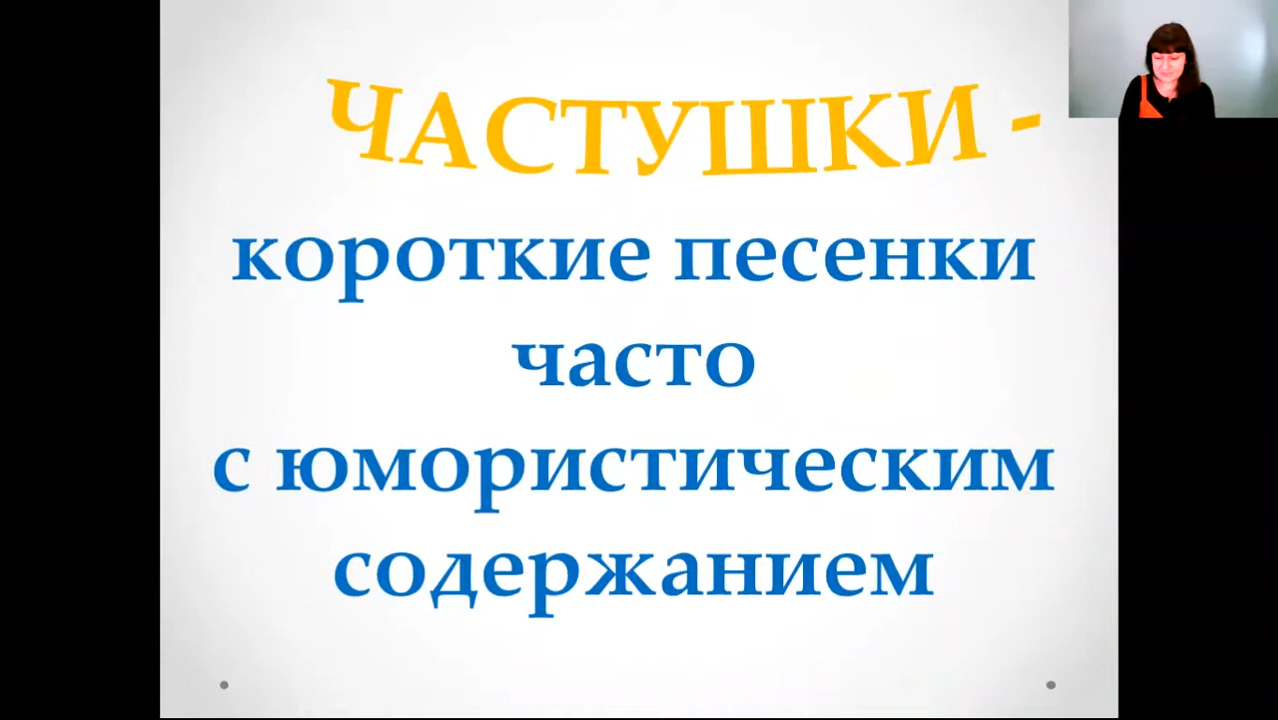 ЧАСТУШКИ -
короткие песенки
часто
с юмористическим
содержанием